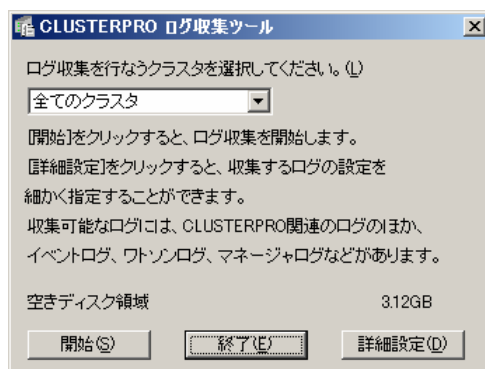 CLUSTERPRO ログ収集ツール
ログ収集を行なうクラスタを選択してください。(L)
全てのクラスタ
[開始]をクリックすると、ログ収集を開始します。
[詳細設定]をクリックすると、収集するログの設定を
細かく指定することができます。
収集可能なログには、CLUSTERPRO関連のログのほか、
イベントログ、ワトソンログ、マネージャログなどがあります。
空きディスク領域 3.12GB
開始(S) 終了(E) 詳細設定(D)